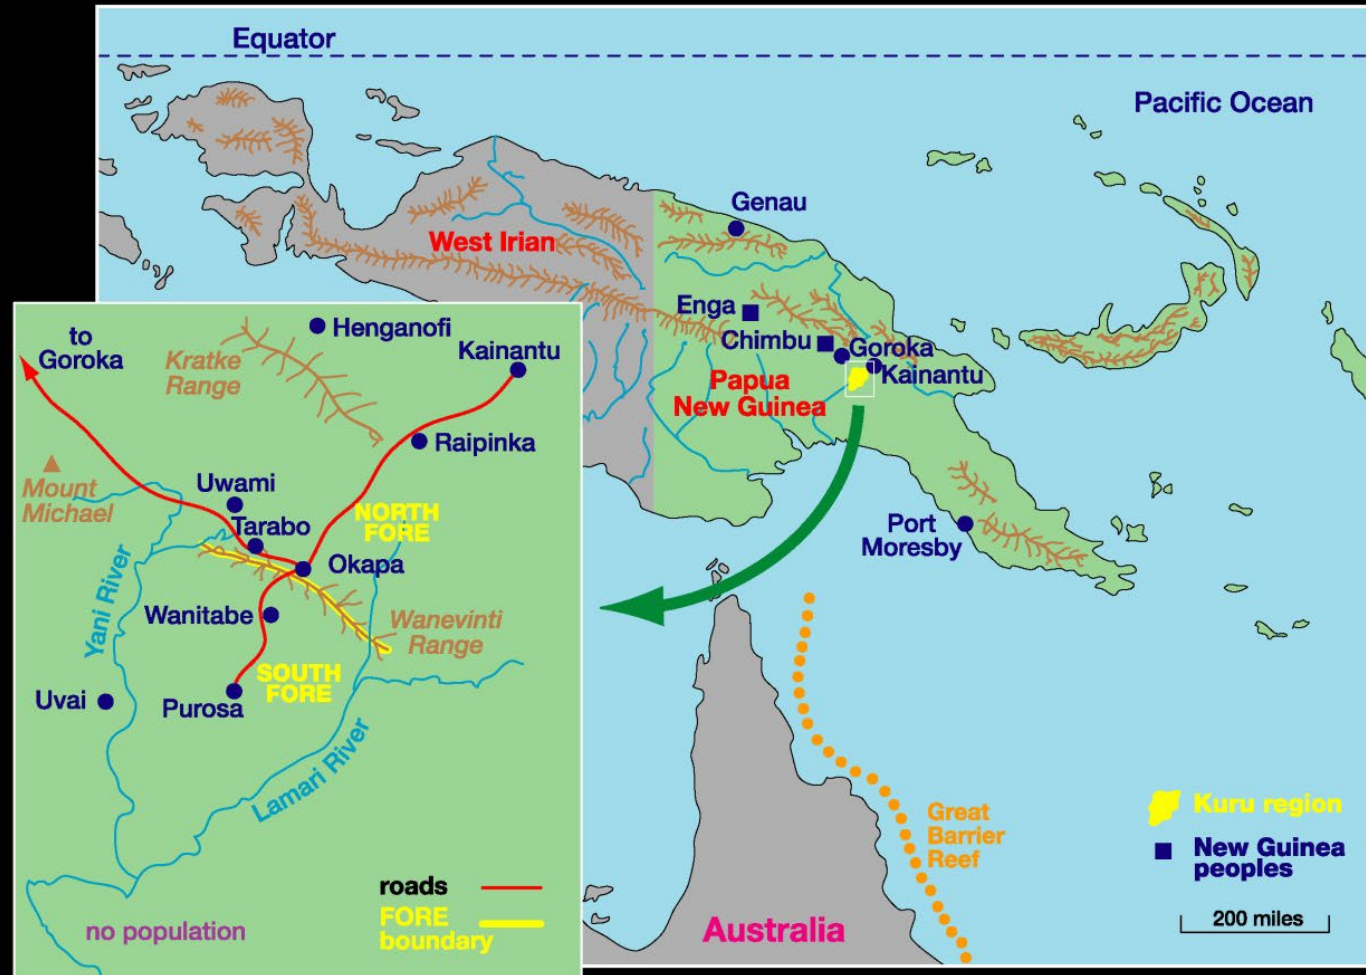 Equator
Pacific Ocean
Genau
West Irian
Enga
Chimbu
Goroka
Kainantu
Papua
New Guinea
Port
Moresby
Great
Barrier
Reef
Australia
Kuru region
New Guinea
peoples
200 miles
to
Goroka
Henganofi
Kratke
Range
Kainantu
Raipinka
Mount
Michael
Uwami
Tarabo
NORTH
FORE
Okapa
Yani River
Wanitabe
Wanevinti
Range
SOUTH
FORE
Uvai
Purosa
Lamari River
roads
FORE
boundary
no population